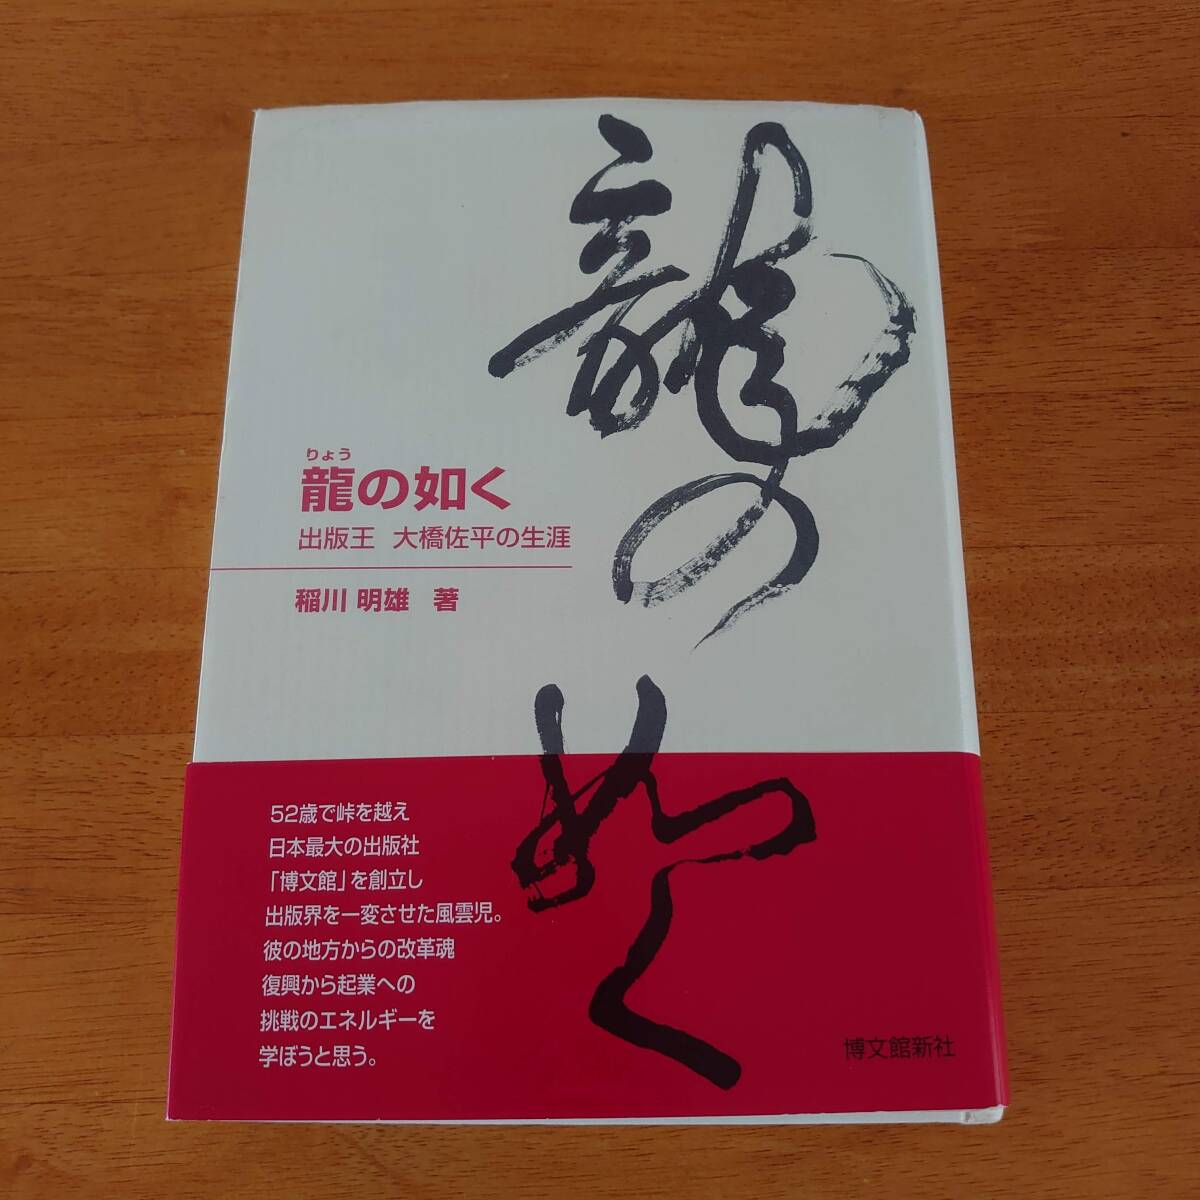 龍の如く
りょう
龍の如く
出版王 大橋佐平の生涯
稲川 明雄 著
52歳で峠を越え
日本最大の出版社
「博文館」を創立し
出版界を一変させた風雲児。
彼の地方からの改革魂
復興から起業への
挑戦のエネルギーを
学ぼうと思う。
博文館新社